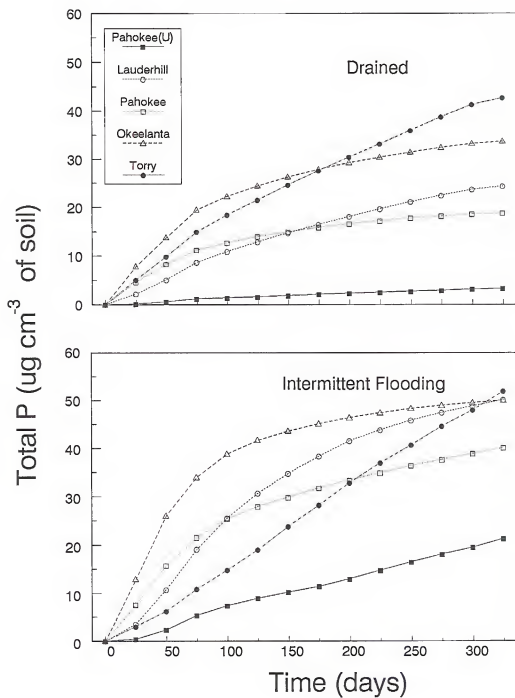 60
50
40
30
20
10
0
Pahokee(U)
Lauderhill
Pahokee
Okeelanta
Torry
Drained
Total P (ug cm-3 of soil)
60
50
40
30
20
10
0
Intermittent Flooding
0 50 100 150 200 250 300
Time (days)